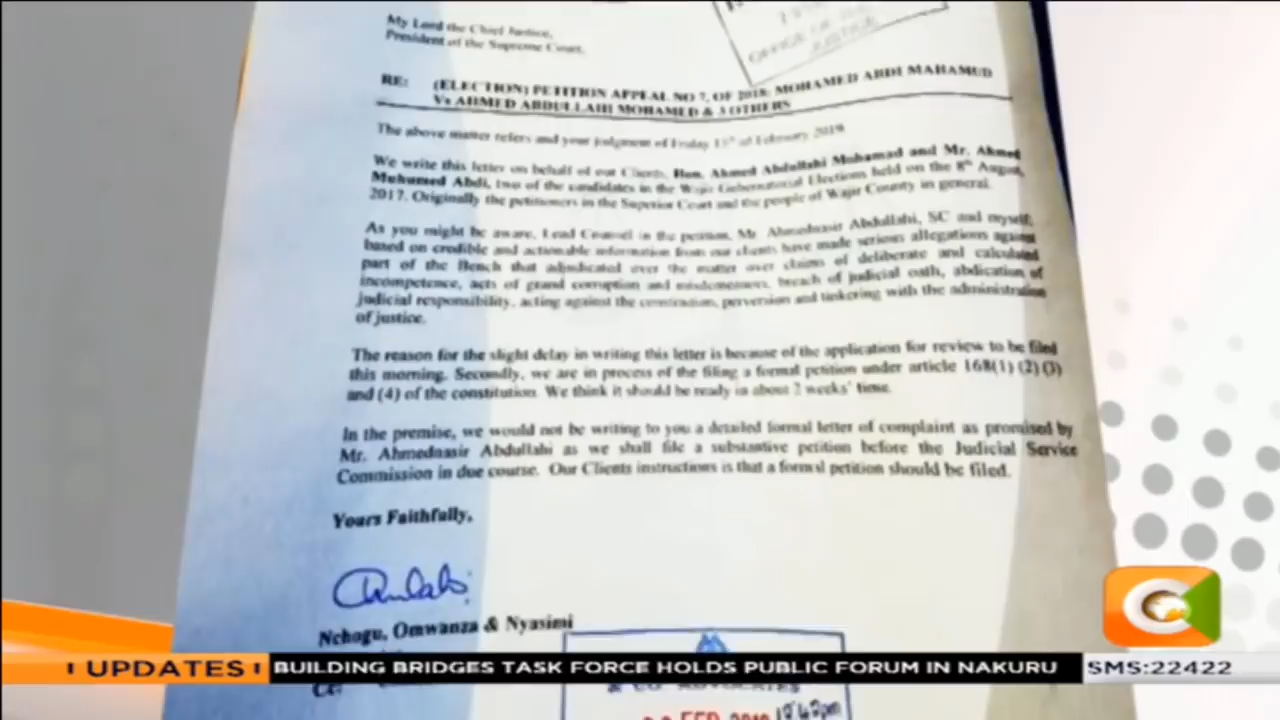 My Lord the Chief Justice,
President of the Supreme Court,
OFFICE OF THE
JUSTICE
RE: (ELECTION) PETITION APPEAL NO 7, OF 2018: MOHAMED ABDI MAHAMUD
Vs AHMED ABDULLAHI MOHAMED & 3 OTHERS
The above matter refers and your judgment of Friday 15th of February 2019
We write this letter on behalf of our Clients, Hon. Ahmed Abdullahi Mohamad and Mr. Ahmed
Muhumed Abdi, two of the candidates in the Wajir Gubernatorial Elections held on the 8th August,
2017. Originally the petitioners in the Superior Court and the people of Wajir County in general.
As you might be aware, Lead Counsel in the petition, Mr. Ahmednasir Abdullahi, SC and myself,
based on credible and actionable information from our clients have made serious allegations against
part of the Bench that adjudicated over the matter over claims of deliberate and calculated
incompetence, acts of grand corruption and misdemeanors, breach of judicial oath, abdication of
judicial responsibility, acting against the constitution, perversion and tinkering with the administration
of justice.
The reason for the slight delay in writing this letter is because of the application for review to be filed
this morning. Secondly, we are in process of the filing a formal petition under article 168(1) (2) (3)
and (4) of the constitution. We think it should be ready in about 2 weeks' time.
In the premise, we would not be writing to you a detailed formal letter of complaint as promised by
Mr. Ahmednasir Abdullahi as we shall file a substantive petition before the Judicial Service
Commission in due course. Our Clients instructions is that a formal petition should be filed.
Yours Faithfully,
Nchogu, Omwanza & Nyasimi
& CO. ADVOCATES
FEB 2019 12:42pm
UPDATES BUILDING BRIDGES TASK FORCE HOLDS PUBLIC FORUM IN NAKURU SMS:22422